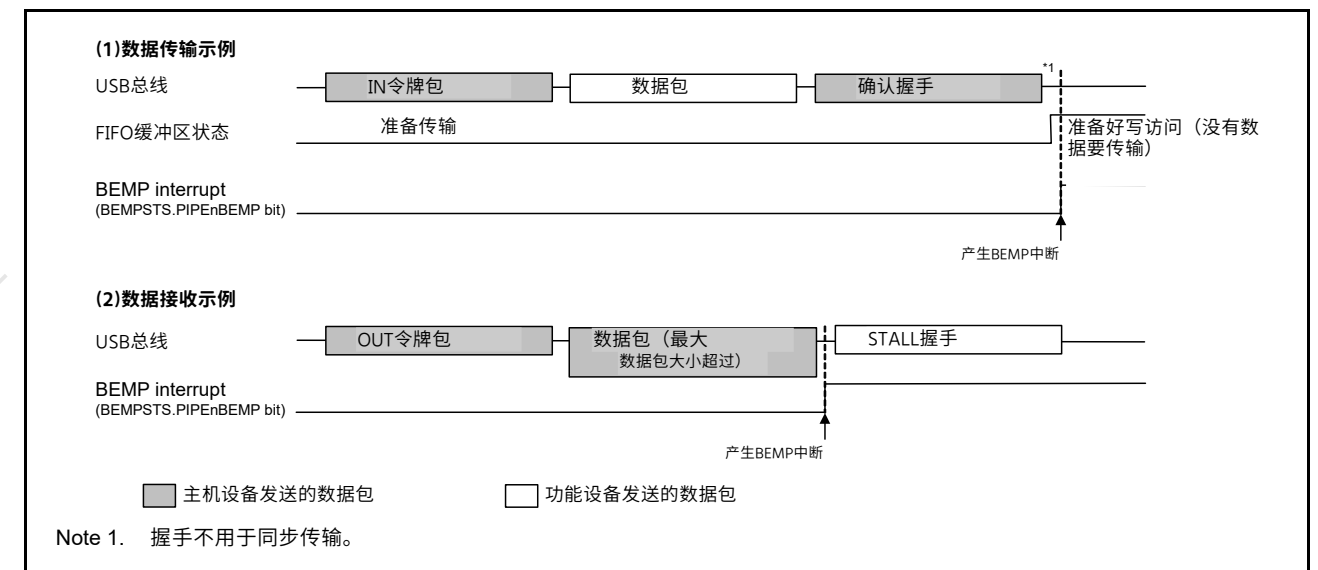 (1)数据传输示例
USB总线
IN令牌包
数据包
确认握手
*1
FIFO缓冲区状态
准备传输
准备好写访问（没有数
据要传输）
BEMP interrupt
(BEMPSTS.PIPEnBEMP bit)
产生BEMP中断
(2)数据接收示例
USB总线
OUT令牌包
数据包（最大
数据包大小超过）
STALL握手
BEMP interrupt
(BEMPSTS.PIPEnBEMP bit)
产生BEMP中断
主机设备发送的数据包
功能设备发送的数据包
Note 1. 握手不用于同步传输。